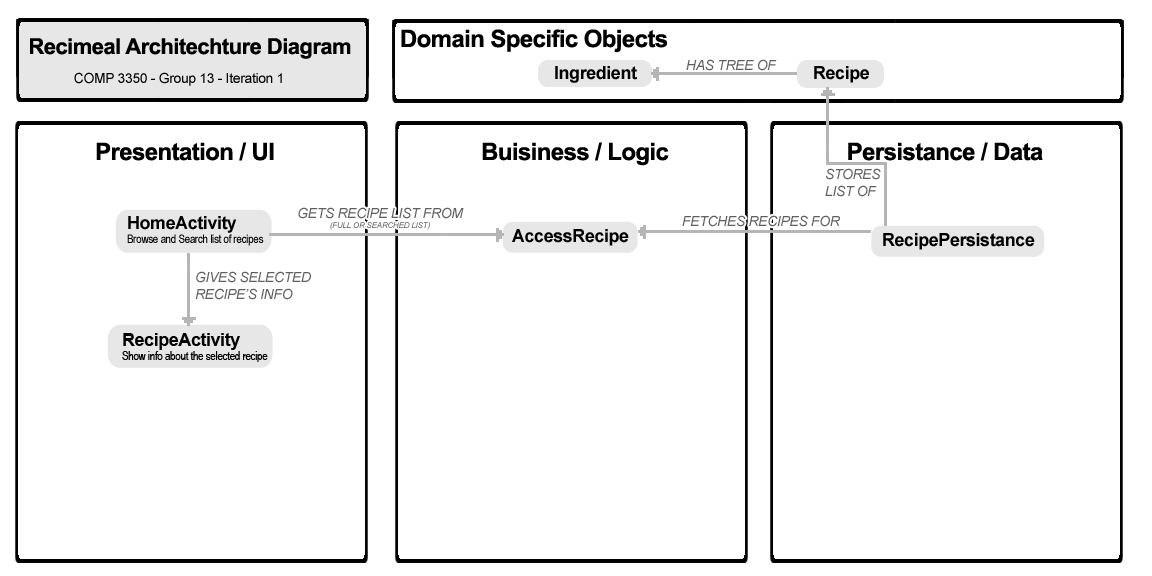 Recimeal Architechture Diagram
COMP 3350 - Group 13 - Iteration 1
Domain Specific Objects
Ingredient
HAS TREE OF
Recipe
Presentation / UI
HomeActivity
Browse and Search list of recipes
GETS RECIPE LIST FROM
(FULL OR SEARCHED LIST)
GIVES SELECTED
RECIPE'S INFO
RecipeActivity
Show info about the selected recipe
Buisiness / Logic
AccessRecipe
FETCHES RECIPES FOR
Persistance / Data
STORES
LIST OF
RecipePersistance